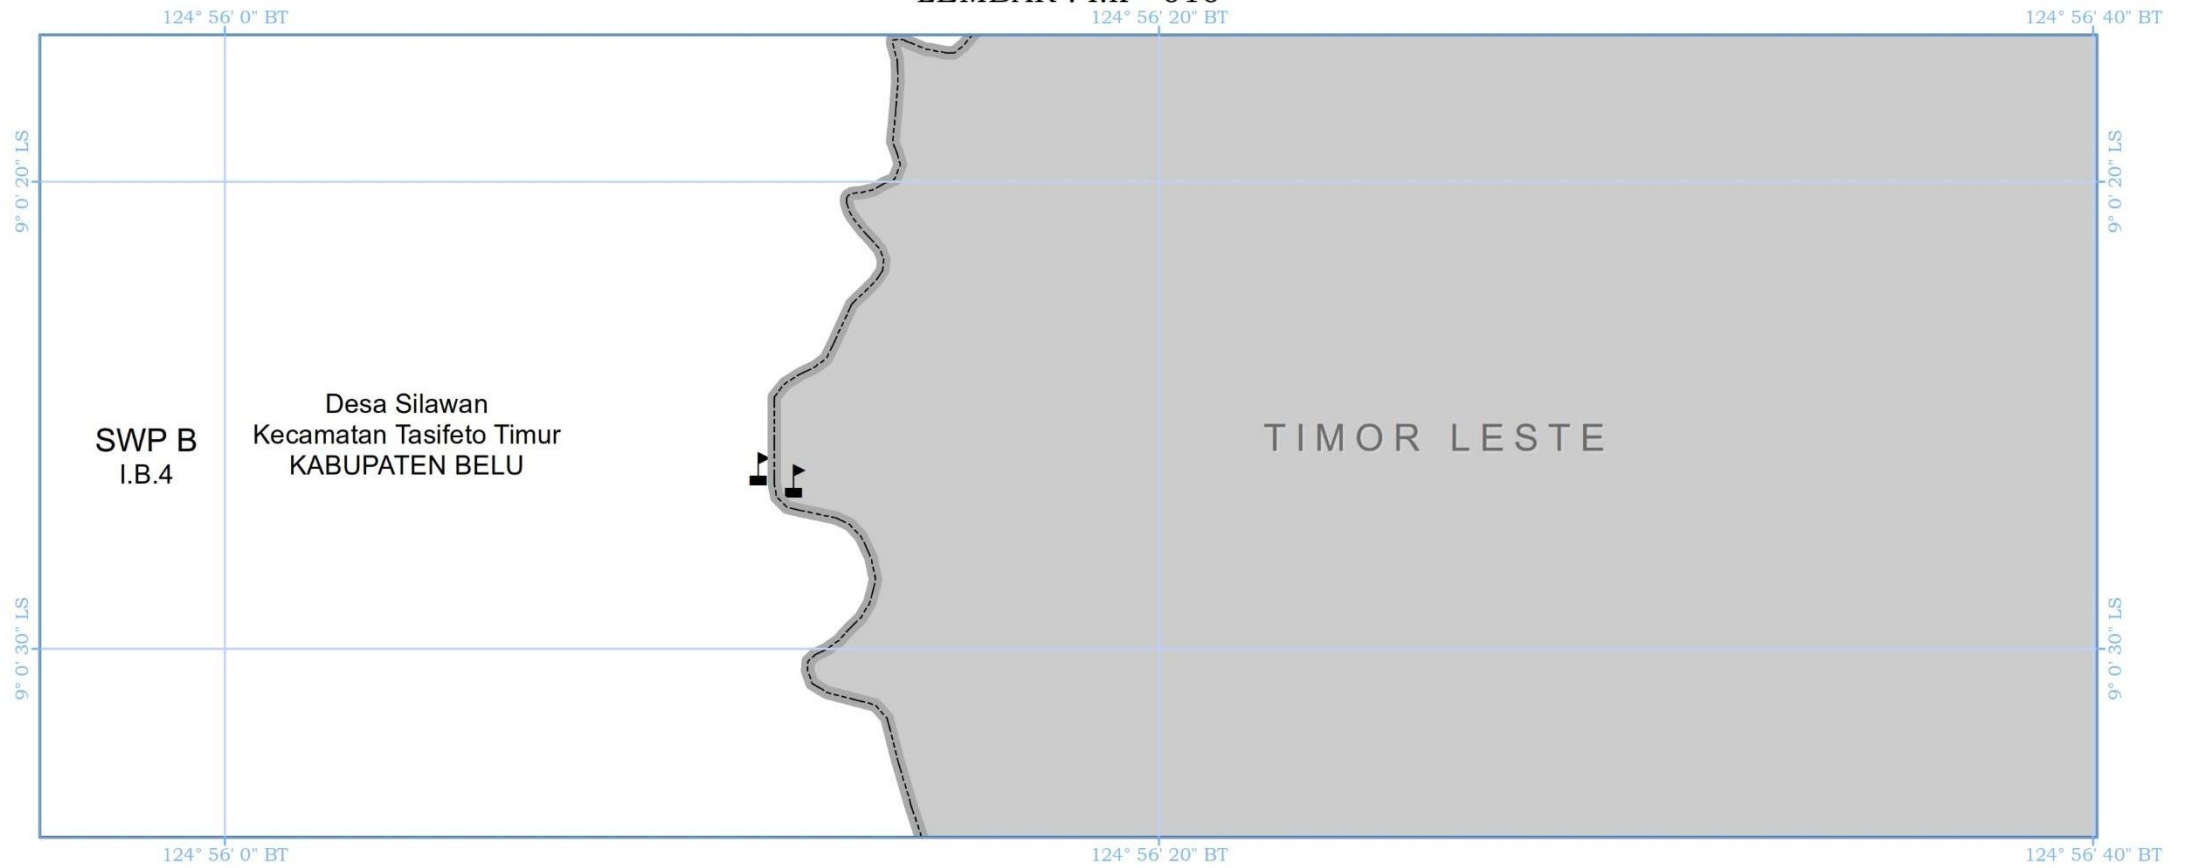 124° 56' 0" BT
124° 56' 20" BT
124° 56' 40" BT
9° 0' 20" LS
9° 0' 20" LS
Desa Silawan
Kecamatan Tasifeto Timur
KABUPATEN BELU
SWP B
I.B.4
TIMOR LESTE
9° 0' 30" LS
9° 0' 30" LS
124° 56' 0" BT
124° 56' 20" BT
124° 56' 40" BT